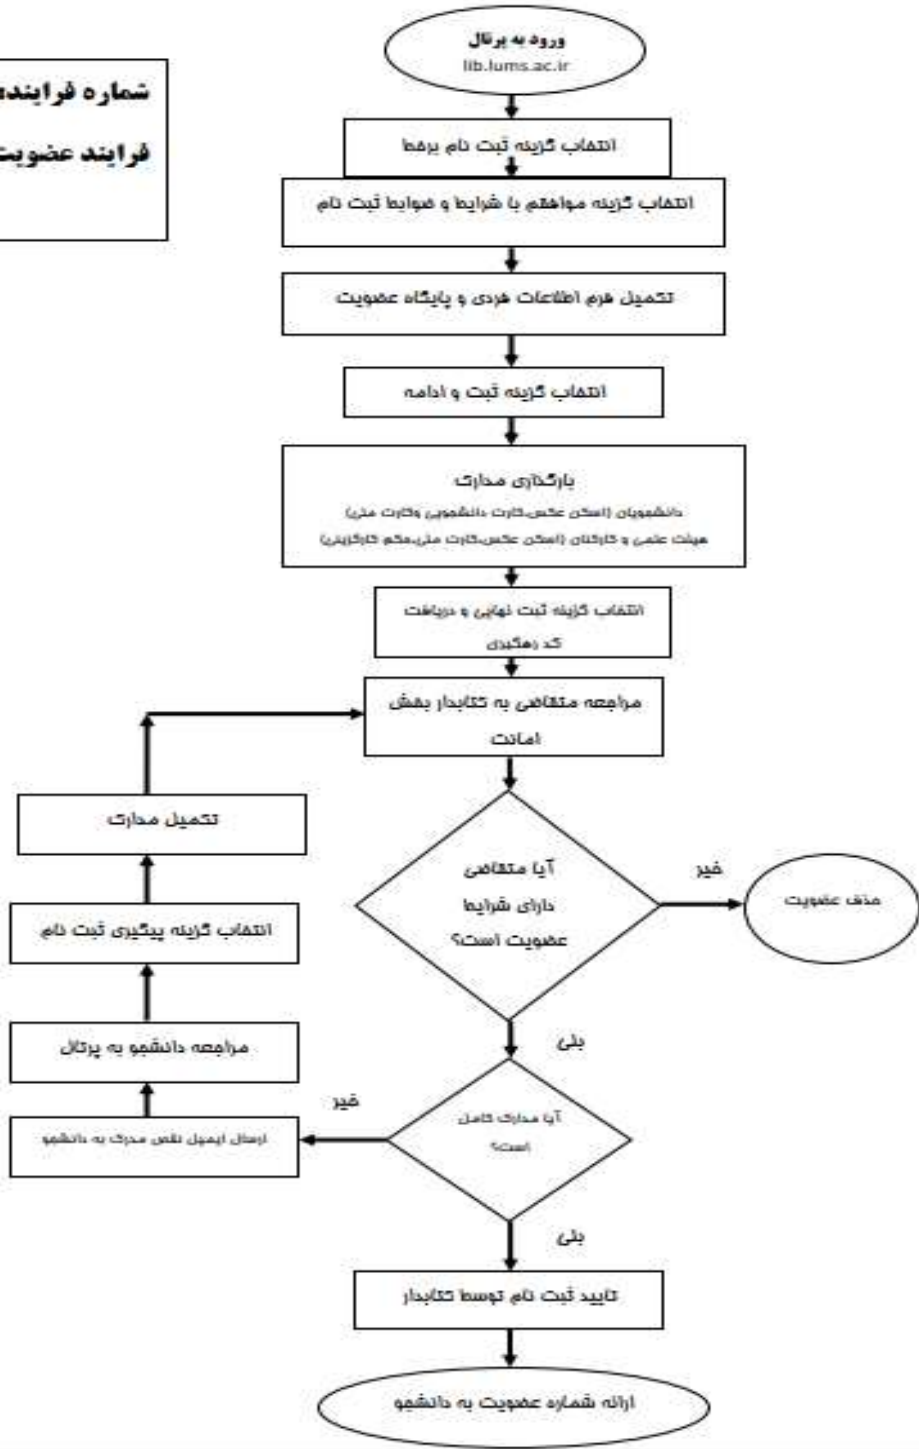 ورود به پرتال
lib.lums.ac.ir
شماره فرایند
فرایند عضویت
انتخاب گزینه ثبت نام برخط
انتخاب گزینه موافقم با شرایط و ضوابط ثبت نام
تکمیل فرم اطلاعات فردی و پایگاه عضویت
انتخاب گزینه ثبت و ادامه
بارگذاری مدارک
دانشجویان (اسکن عکس،کارت دانشجویی وکارت ملی)
هیئت علمی و کارکنان (اسکن عکس،کارت ملی،حکم کارگزینی)
انتخاب گزینه ثبت نهایی و دریافت
کد رهگیری
مراجعه متقاضی به کتابدار بخش
امانت
تکمیل مدارک
آیا متقاضی
دارای شرایط
عضویت است؟
خیر
حذف عضویت
انتخاب گزینه پیگیری ثبت نام
مراجعه دانشجو به پرتال
بلی
آیا مدارک کامل
است؟
خیر
ارسال ایمیل نقص مدرک به دانشجو
بلی
تایید ثبت نام توسط کتابدار
ارائه شماره عضویت به دانشجو